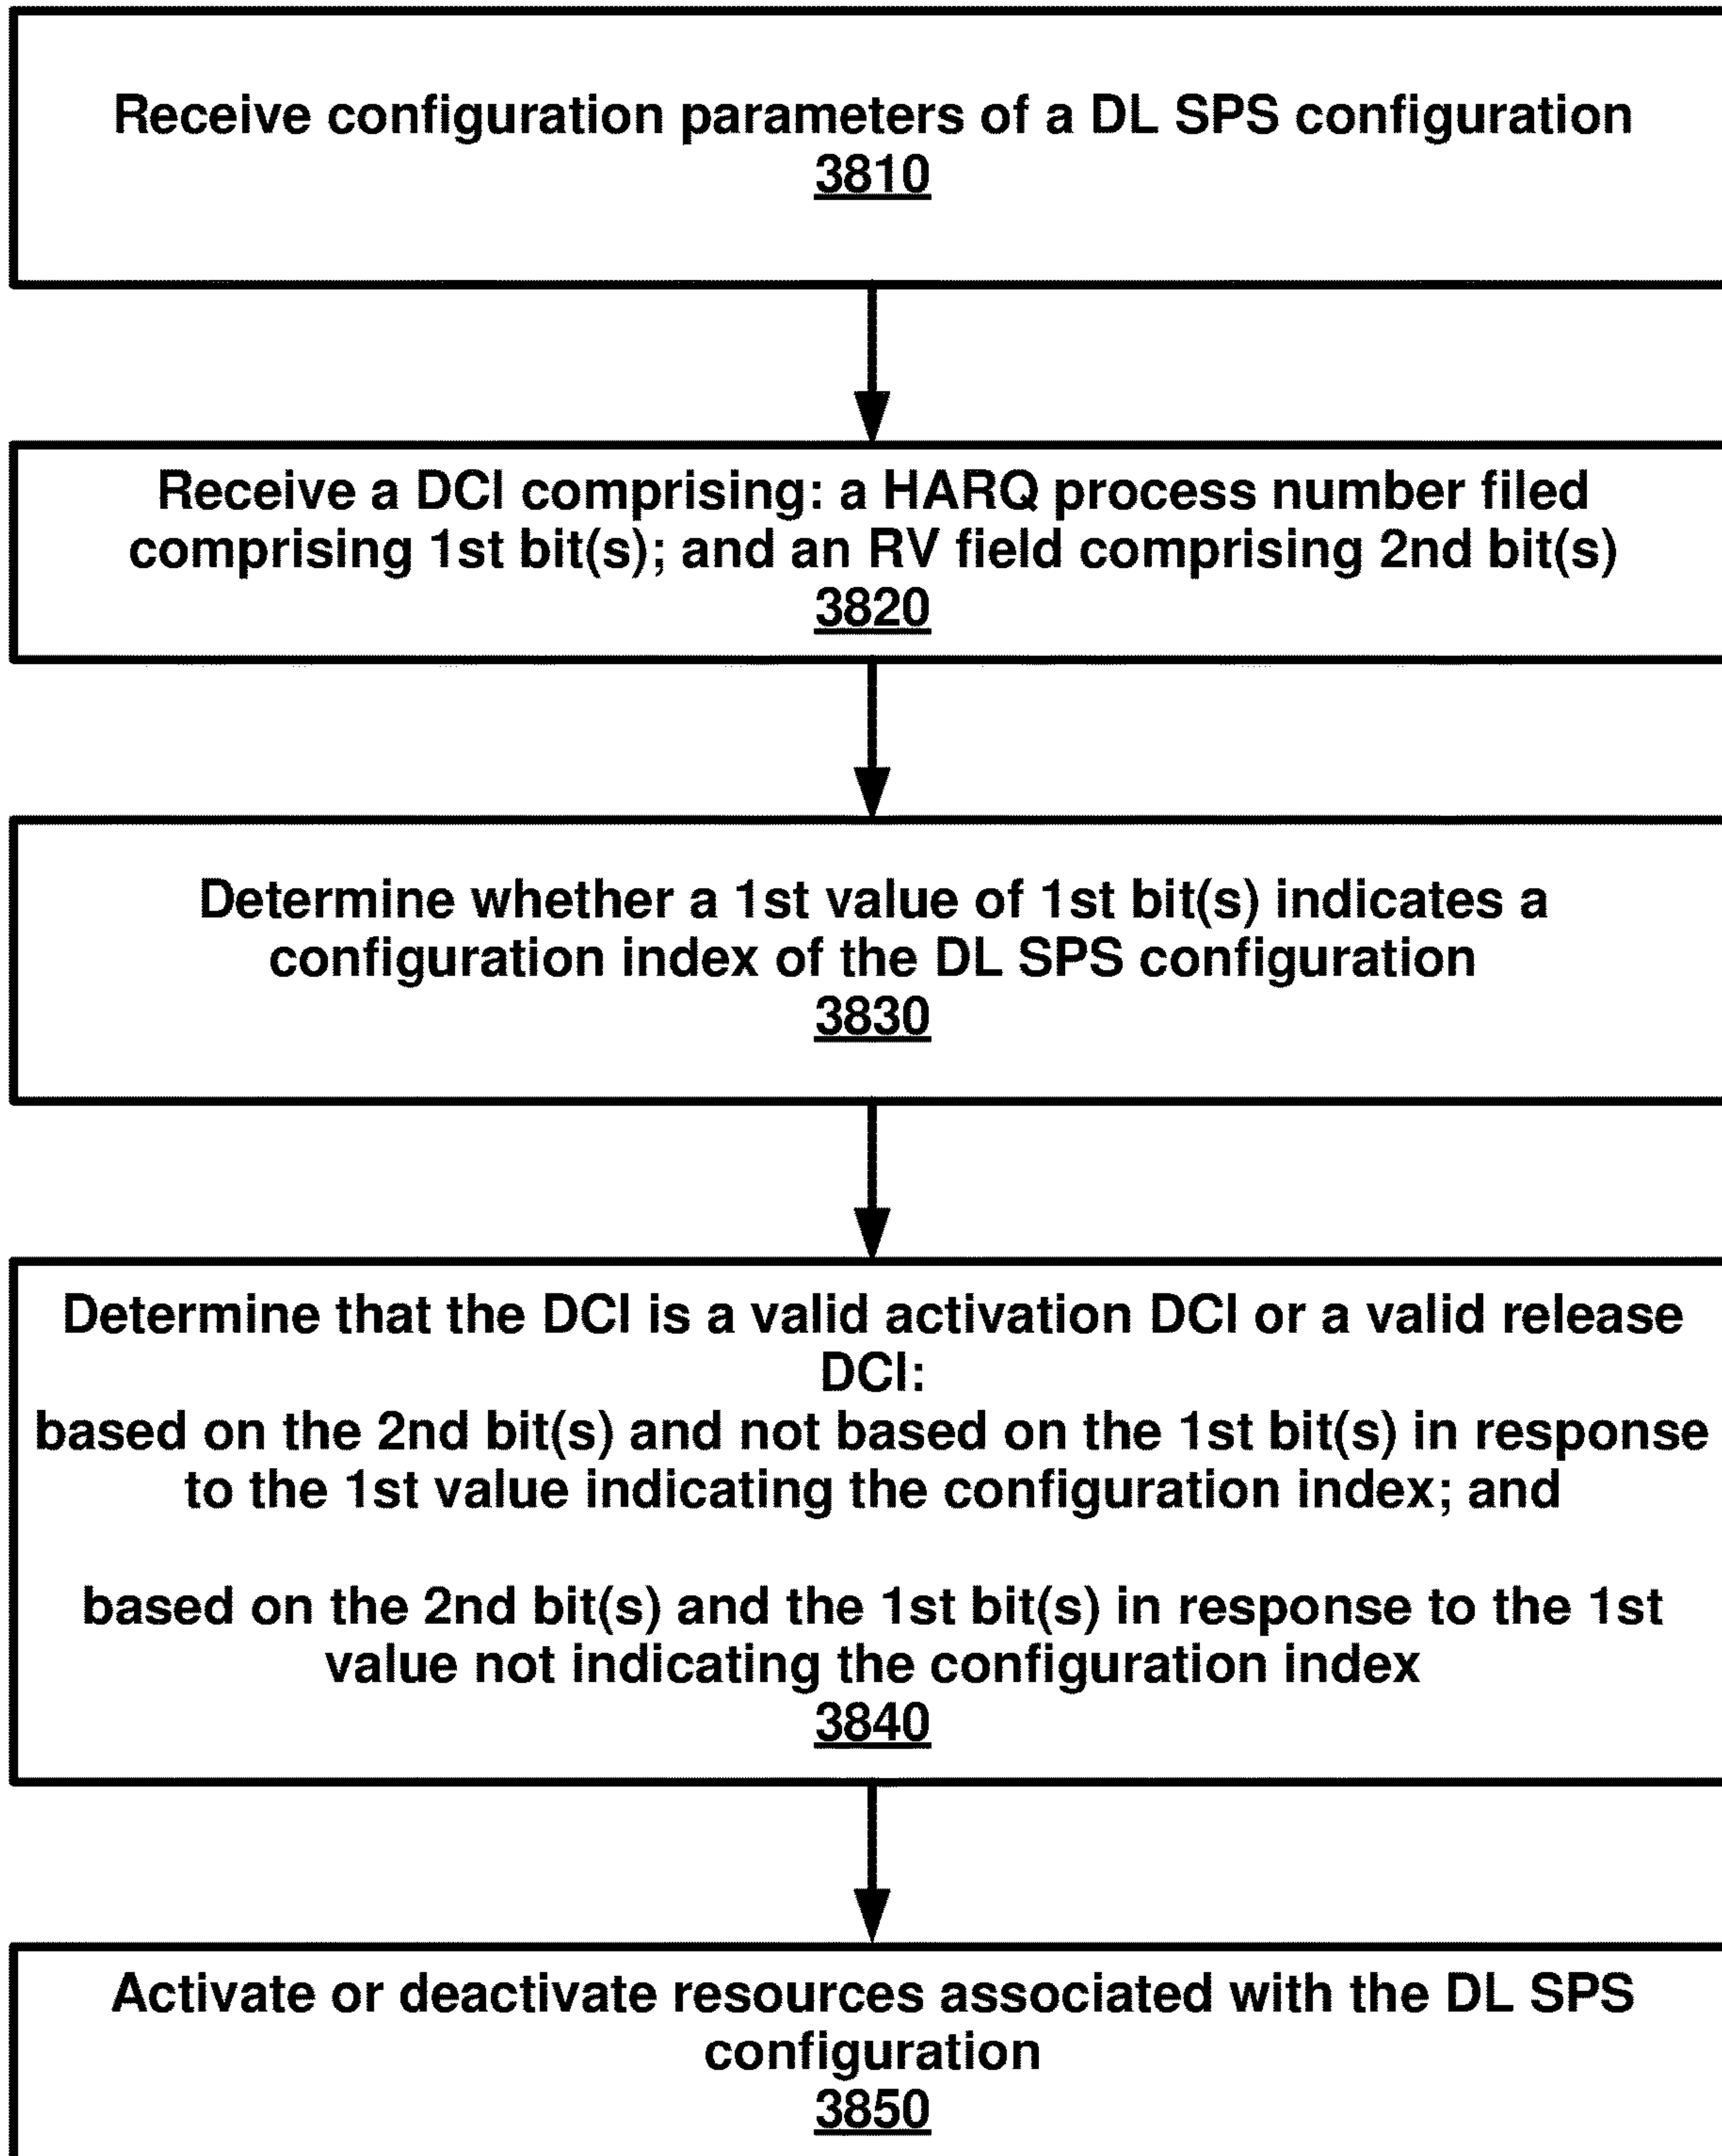 Receive configuration parameters of a DL SPS configuration
3810
Receive a DCI comprising: a HARQ process number filed
comprising 1st bit(s); and an RV field comprising 2nd bit(s)
3820
Determine whether a 1st value of 1st bit(s) indicates a
configuration index of the DL SPS configuration
3830
Determine that the DCI is a valid activation DCI or a valid release
DCI:
based on the 2nd bit(s) and not based on the 1st bit(s) in response
to the 1st value indicating the configuration index; and
based on the 2nd bit(s) and the 1st bit(s) in response to the 1st
value not indicating the configuration index
3840
Activate or deactivate resources associated with the DL SPS
configuration
3850